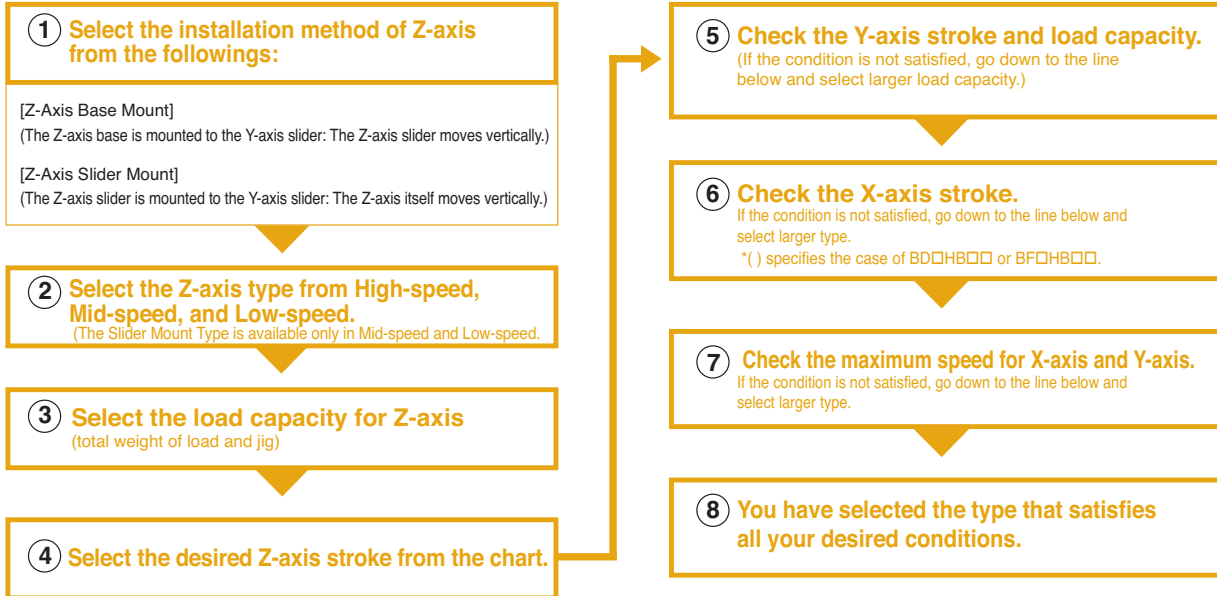 1 Select the installation method of Z-axis
from the followings:
[Z-Axis Base Mount]
(The Z-axis base is mounted to the Y-axis slider: The Z-axis slider moves vertically.)
[Z-Axis Slider Mount]
(The Z-axis slider is mounted to the Y-axis slider: The Z-axis itself moves vertically.)
2 Select the Z-axis type from High-speed,
Mid-speed, and Low-speed.
(The Slider Mount Type is available only in Mid-speed and Low-speed.
3 Select the load capacity for Z-axis
(total weight of load and jig)
4 Select the desired Z-axis stroke from the chart.
5 Check the Y-axis stroke and load capacity.
(If the condition is not satisfied, go down to the line
below and select larger load capacity.)
6 Check the X-axis stroke.
If the condition is not satisfied, go down to the line below and
select larger type.
*( ) specifies the case of BD□HB□□ or BF□HB□□.
7 Check the maximum speed for X-axis and Y-axis.
If the condition is not satisfied, go down to the line below and
select larger type.
8 You have selected the type that satisfies
all your desired conditions.